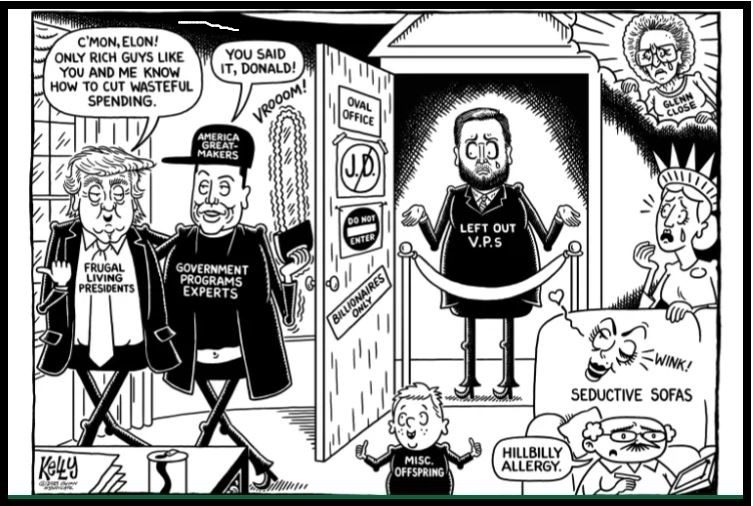 C'MON, ELON!
ONLY RICH GUYS LIKE
YOU AND ME KNOW
HOW TO CUT WASTEFUL
SPENDING.
YOU SAID
IT, DONALD!
VROOOM!
AMERICA
GREAT-
MAKERS
FRUGAL
LIVING
PRESIDENTS
GOVERNMENT
PROGRAMS
EXPERTS
OVAL
OFFICE
J.D.
DO NOT
ENTER
BILLIONAIRES
ONLY
LEFT OUT
V.P.S
GLENN
CLOSE
WINK!
SEDUCTIVE SOFAS
MISC.
OFFSPRING
HILLBILLY
ALLERGY.
KELLY